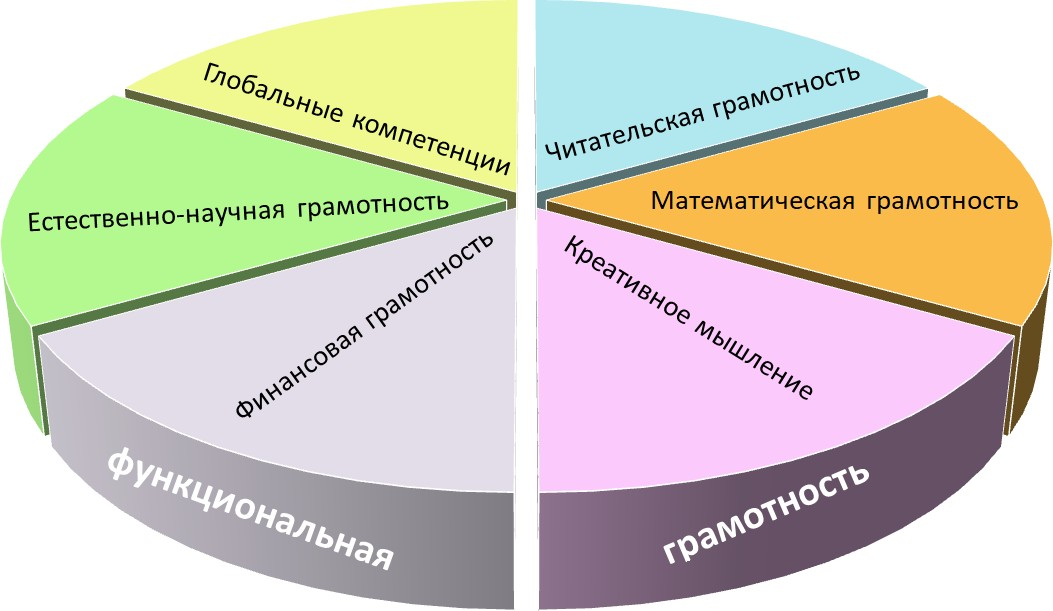 Глобальные компетенции
Читательская грамотность
Естественно-научная грамотность
Математическая грамотность
Финансовая грамотность
Креативное мышление
функциональная
грамотность